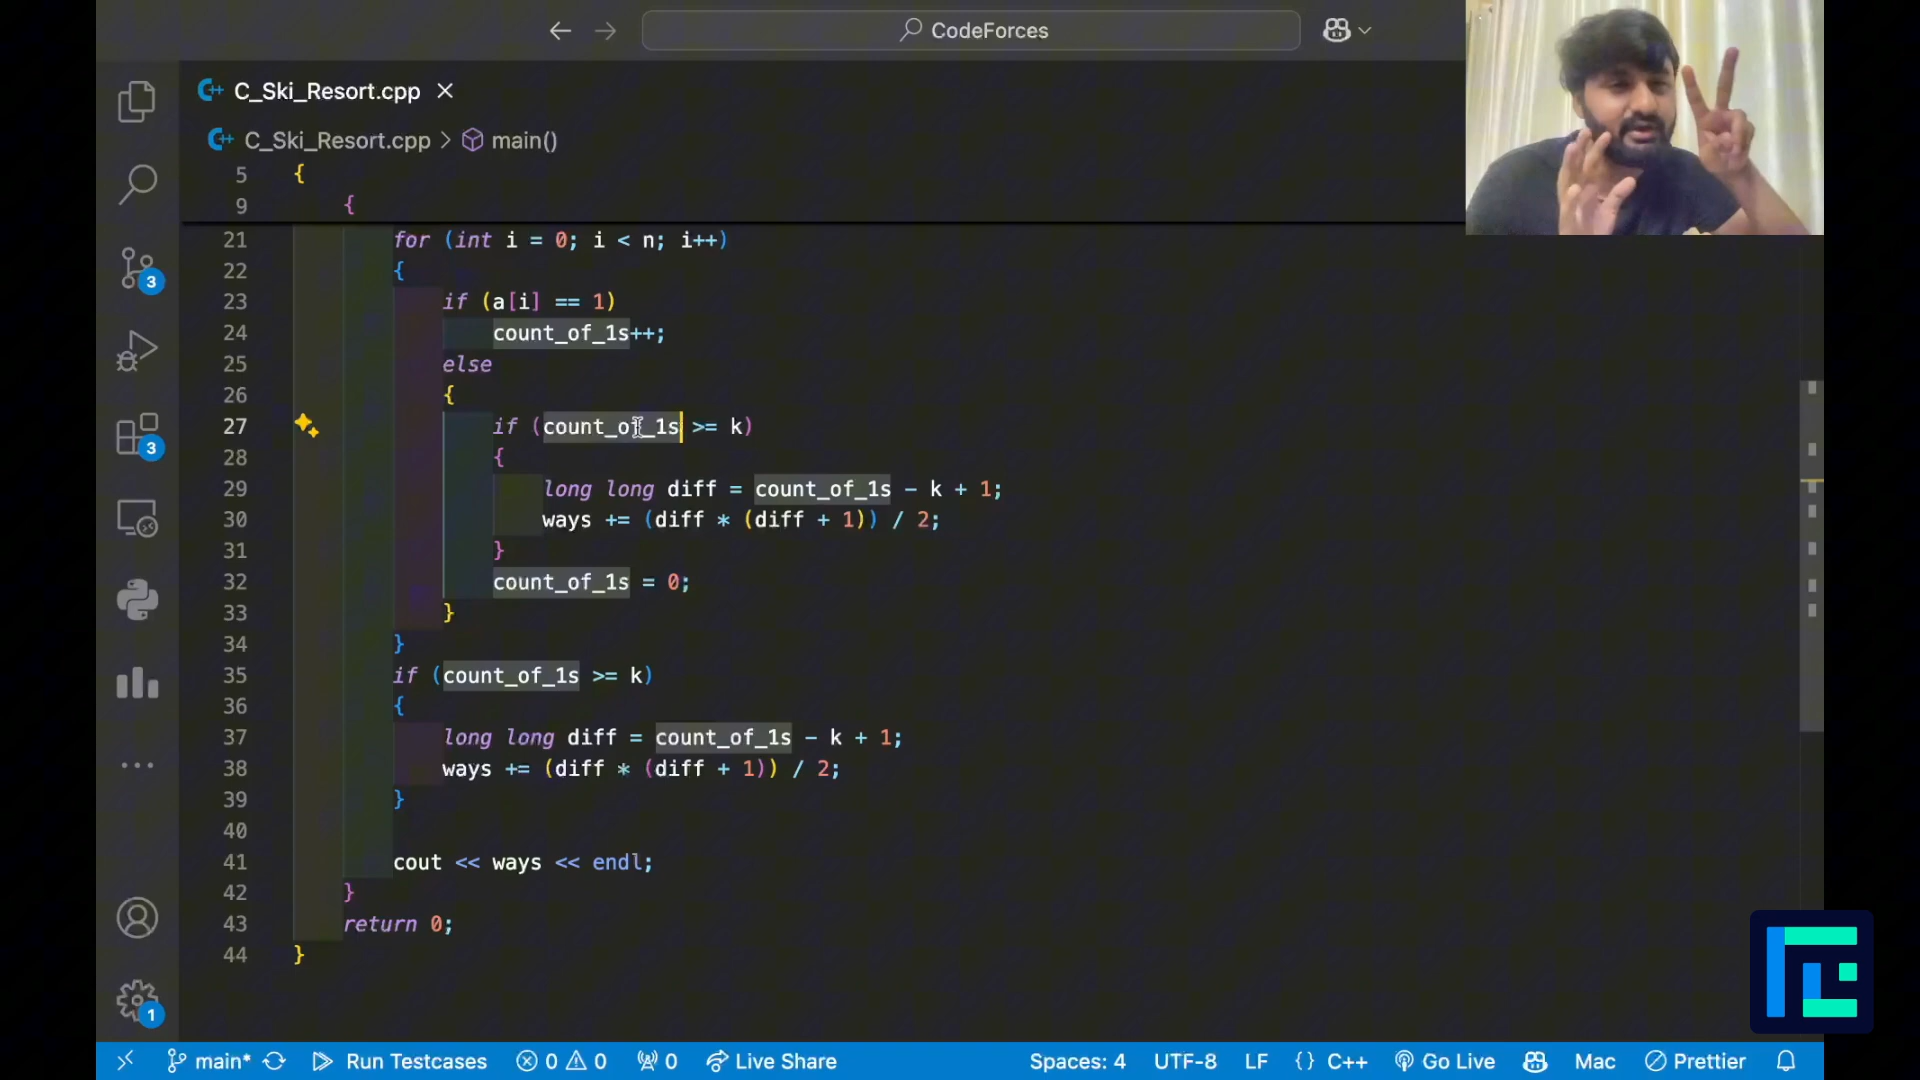 CodeForces
C_Ski_Resort.cpp
C_Ski_Resort.cpp > main()
5 {
9 {
21 for (int i = 0; i < n; i++)
22 {
23 if (a[i] == 1)
24 count_of_1s++;
25 else
26 {
27 if (count_of_1s >= k)
28 {
29 long long diff = count_of_1s - k + 1;
30 ways += (diff * (diff + 1)) / 2;
31 }
32 count_of_1s = 0;
33 }
34 }
35 if (count_of_1s >= k)
36 {
37 long long diff = count_of_1s - k + 1;
38 ways += (diff * (diff + 1)) / 2;
39 }
40
41 cout << ways << endl;
42 }
43 return 0;
44 }
3
3
1
main* Run Testcases 0 0 0 Live Share Spaces: 4 UTF-8 LF {} C++ Go Live Mac Prettier